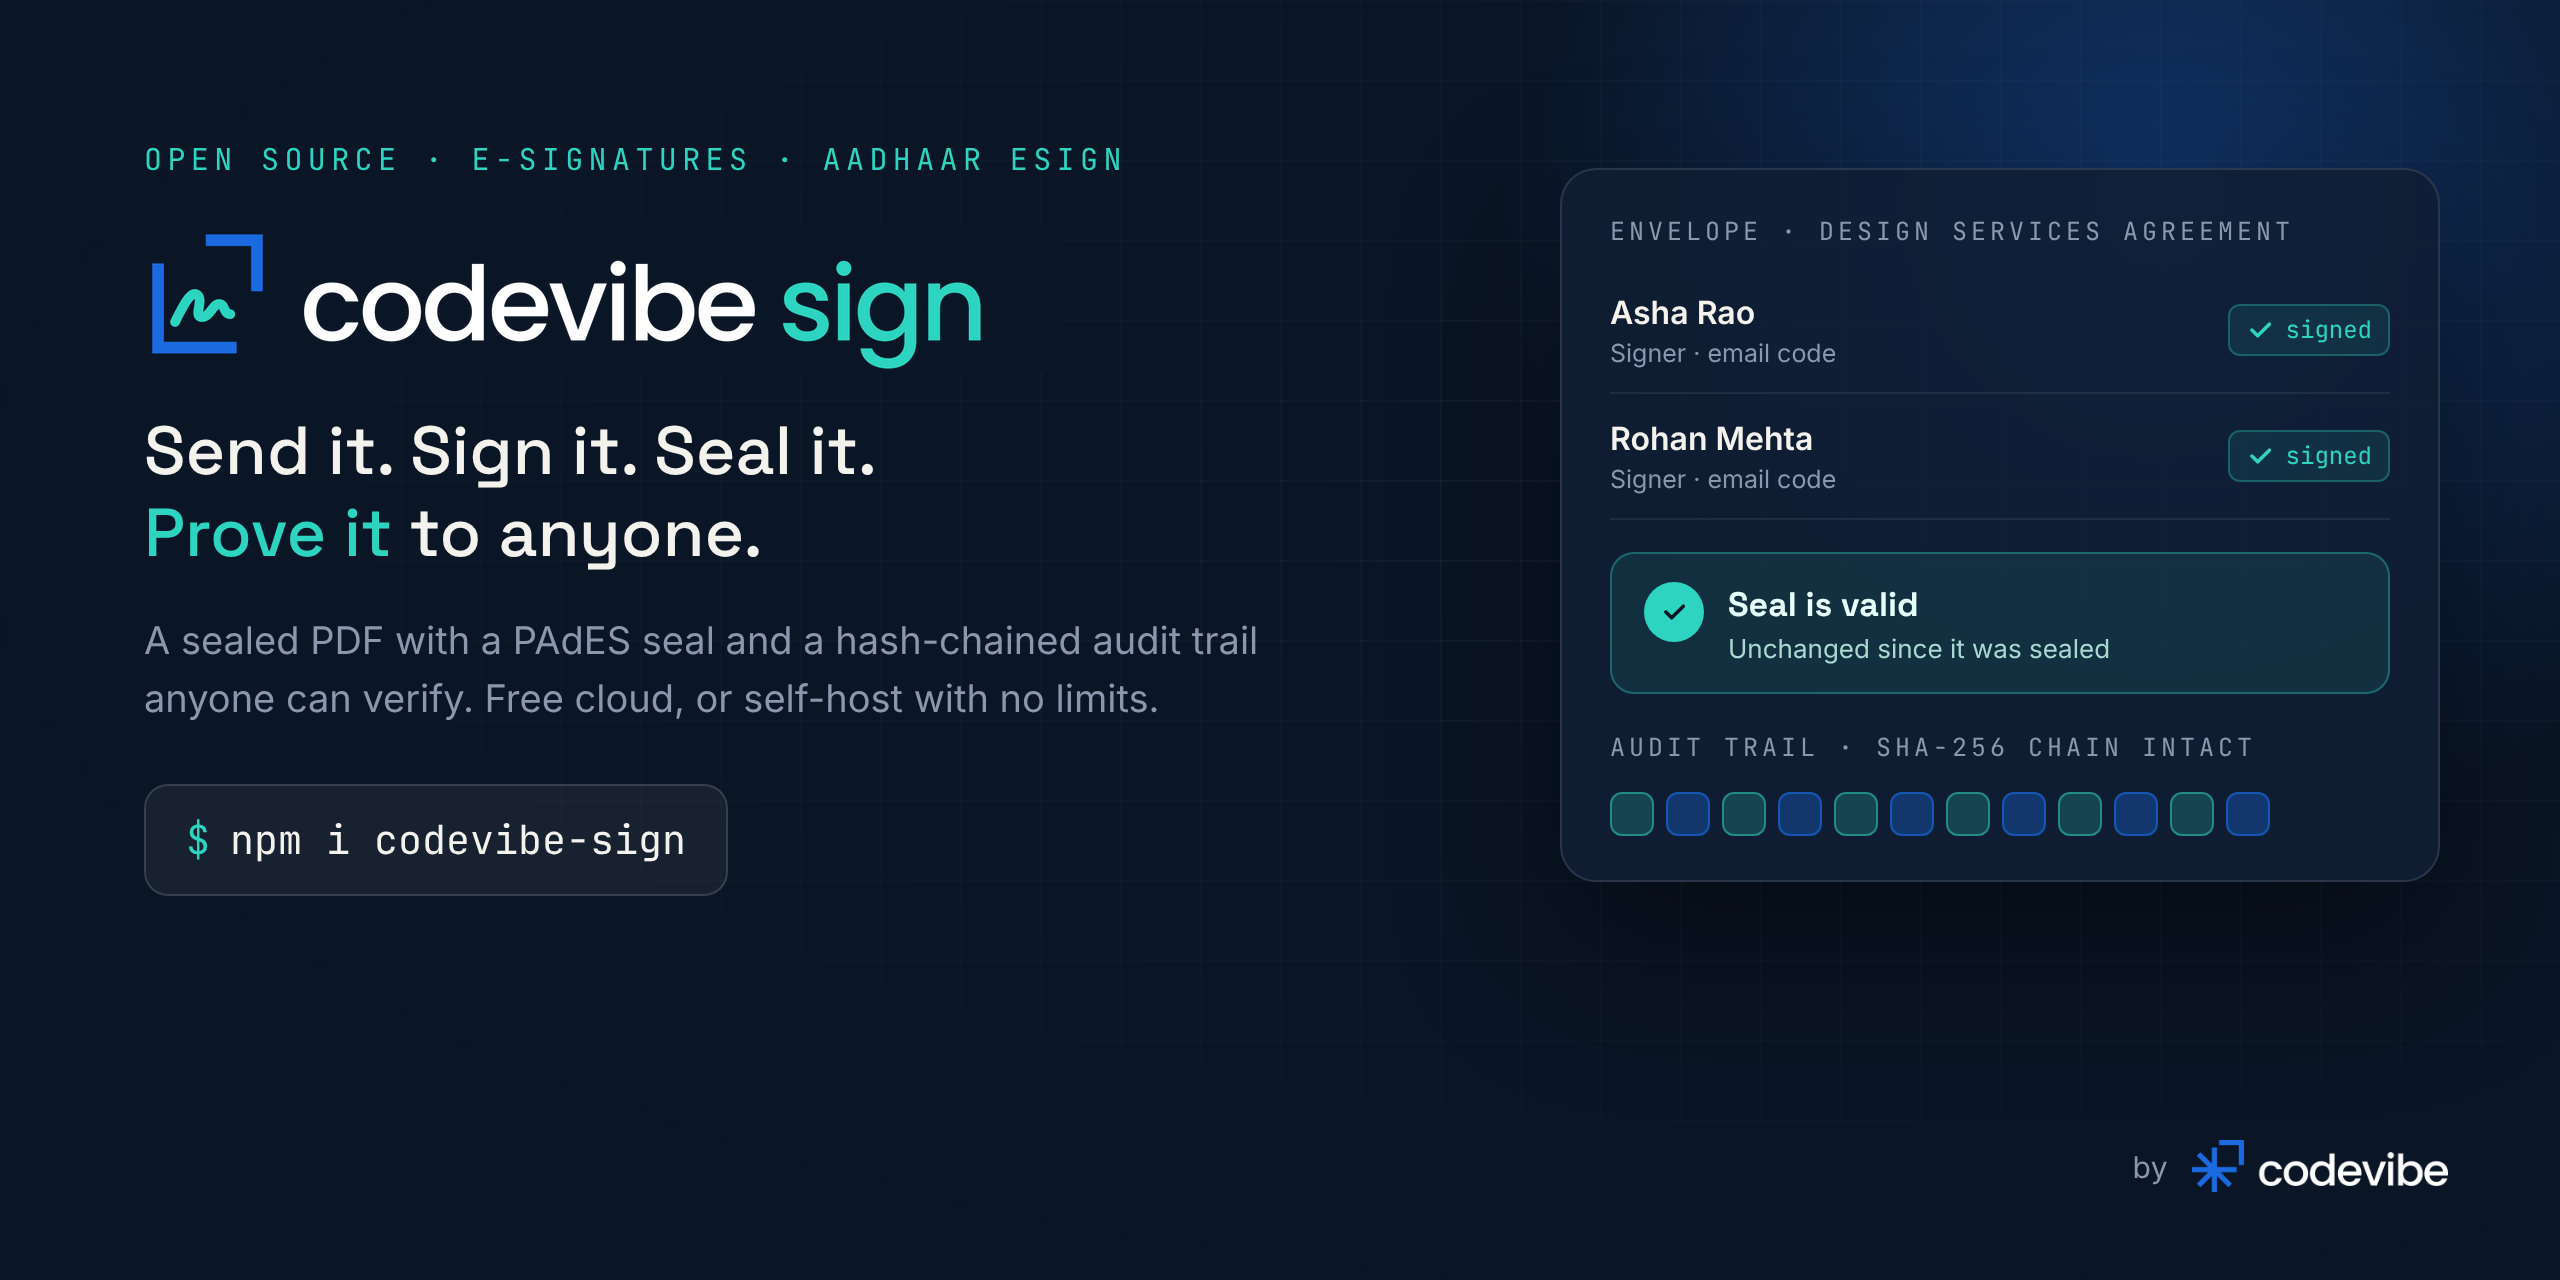 OPEN SOURCE · E-SIGNATURES · AADHAAR ESIGN
codevibe sign
Send it. Sign it. Seal it.
Prove it to anyone.
A sealed PDF with a PAdES seal and a hash-chained audit trail
anyone can verify. Free cloud, or self-host with no limits.
$ npm i codevibe-sign
ENVELOPE · DESIGN SERVICES AGREEMENT
Asha Rao
Signer · email code
signed
Rohan Mehta
Signer · email code
signed
Seal is valid
Unchanged since it was sealed
AUDIT TRAIL · SHA-256 CHAIN INTACT
by codevibe